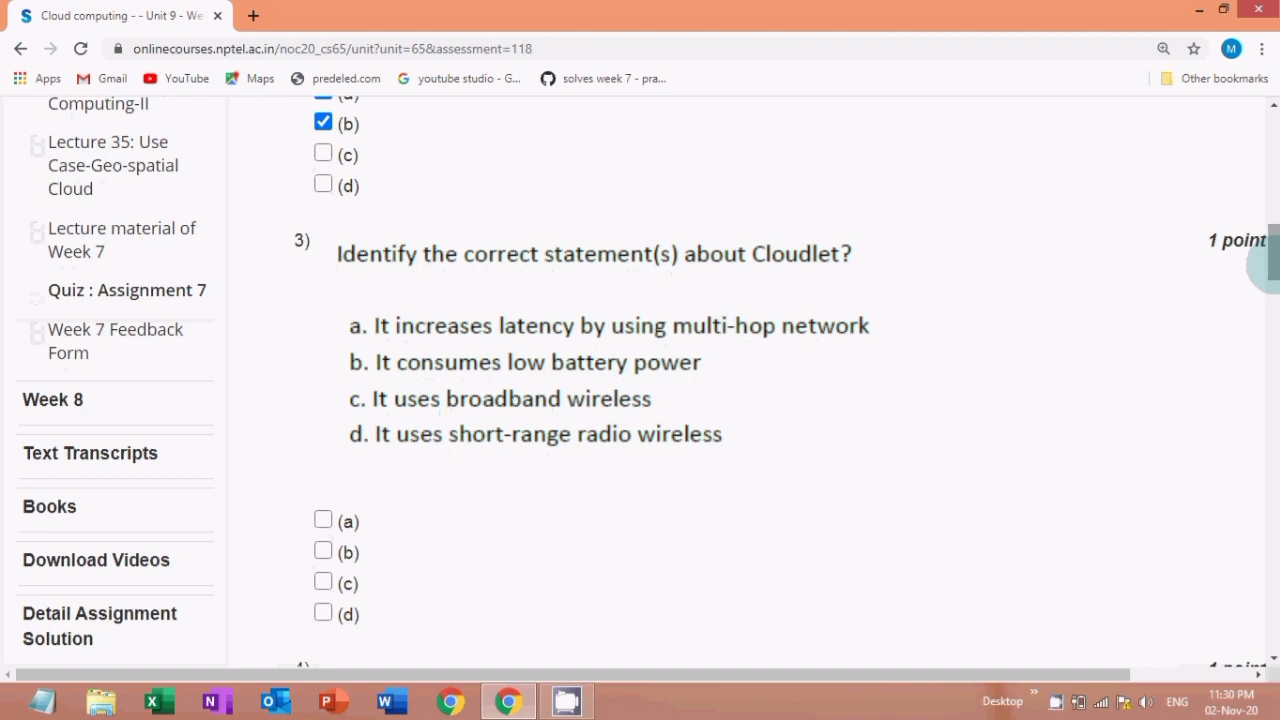 Cloud computing - - Unit 9 - We
onlinecourses.nptel.ac.in/noc20_cs65/unit?unit=65&assessment=118
M
Apps Gmail YouTube Maps predeled.com youtube studio - G... solves week 7 - pra... Other bookmarks
Computing-II
Lecture 35: Use
Case-Geo-spatial
Cloud
Lecture material of
Week 7
Quiz : Assignment 7
Week 7 Feedback
Form
Week 8
Text Transcripts
Books
Download Videos
Detail Assignment
Solution
(b)
(c)
(d)
3) Identify the correct statement(s) about Cloudlet? 1 point
a. It increases latency by using multi-hop network
b. It consumes low battery power
c. It uses broadband wireless
d. It uses short-range radio wireless
(a)
(b)
(c)
(d)
Desktop ENG 11:30 PM
02-Nov-20